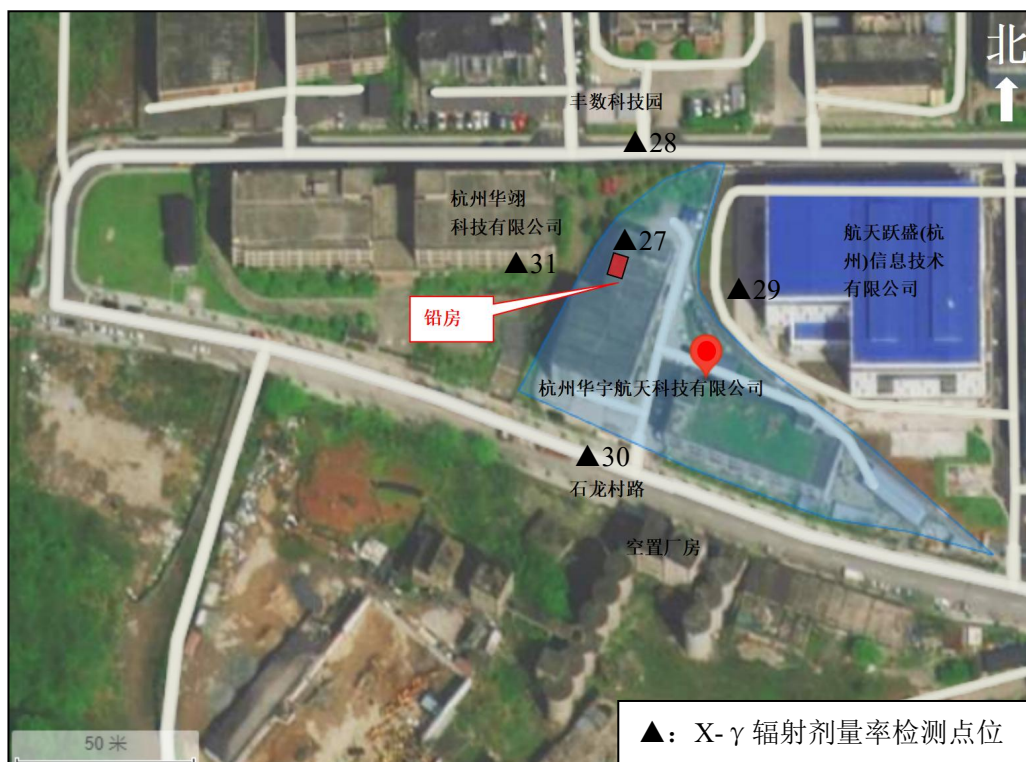 北
丰数科技园
▲28
杭州华翊
科技有限公司
▲27
▲31
航天跃盛(杭
州)信息技术
有限公司
▲29
铅房
杭州华宇航天科技有限公司
▲30
石龙村路
空置厂房
50 米
▲：X-γ辐射剂量率检测点位